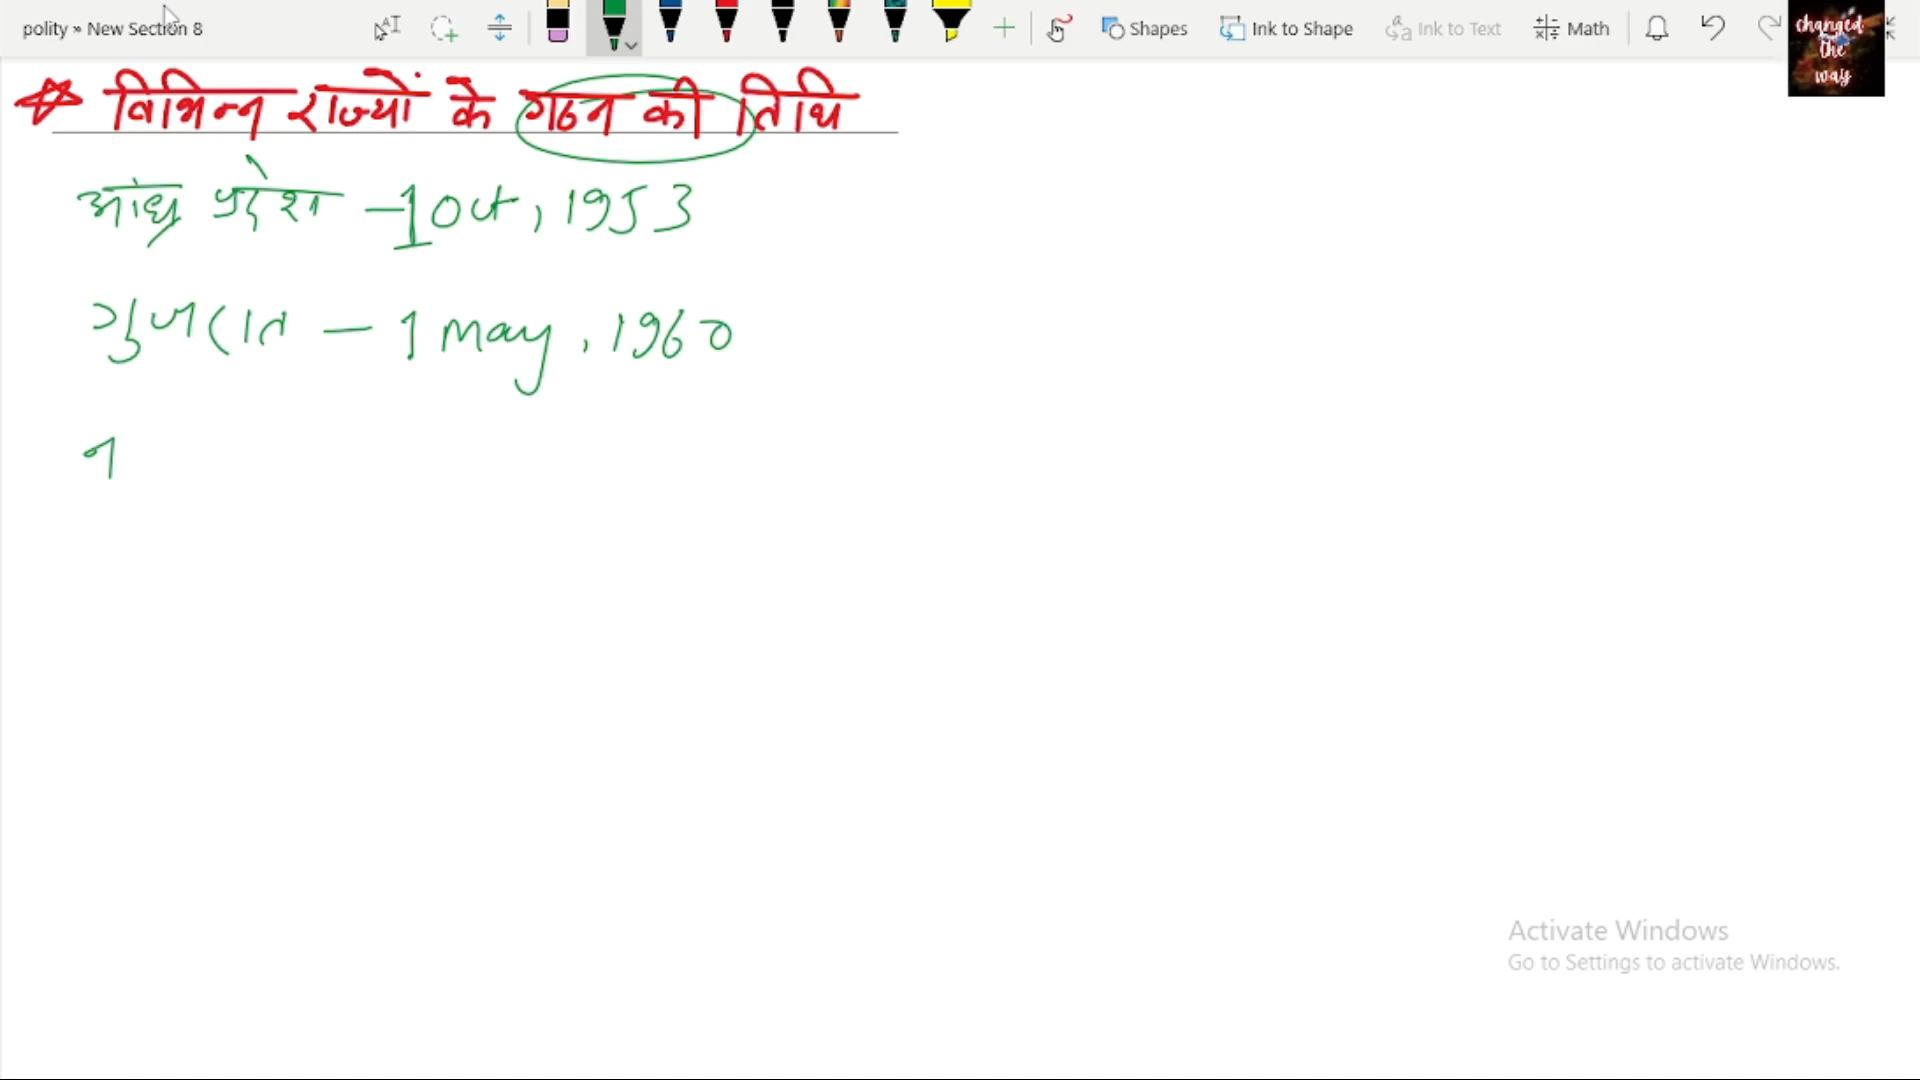 polity » New Section 8
Shapes
Ink to Shape
Ink to Text
Math
changed
the
way
विभिन्न राज्यों के गठन की तिथि
आंध्र प्रदेश - 1 Oct, 1953
गुजरात - 1 May, 1960
न
Activate Windows
Go to Settings to activate Windows.